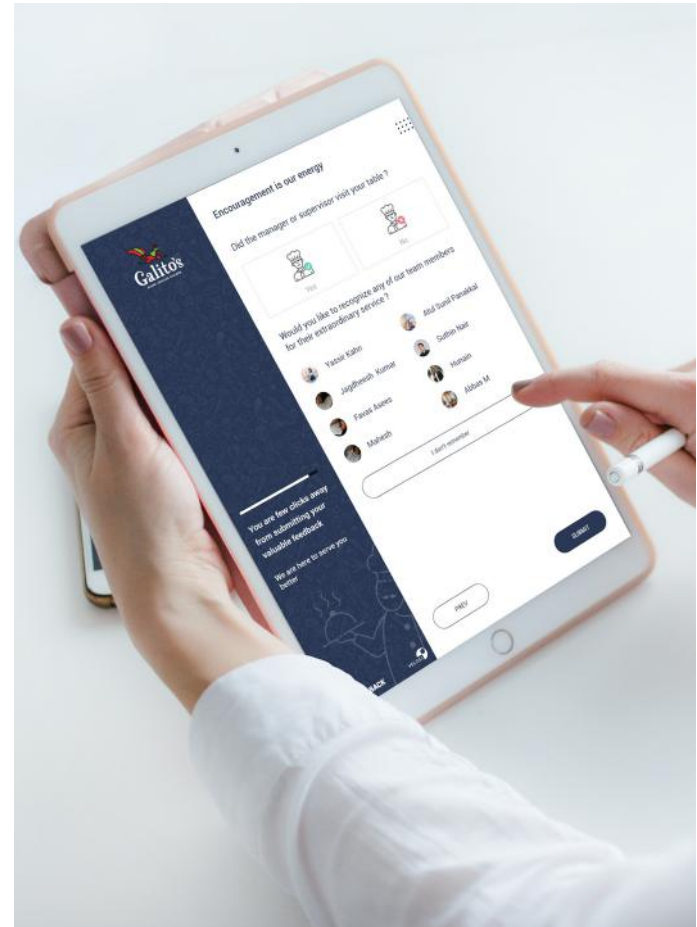 Galito's
Encouragement is our energy
Did the manager or supervisor visit your table ?
Yes
No
Would you like to recognize any of our team members
for their extraordinary service ?
Yassir Kahn
Atul Sunil Panakkal
Jagdheesh Kumar
Sudhin Nair
Favas Asees
Hunain
Mahesh
Abbas M
I don't remember
You are few clicks away
from submitting your
valuable feedback
We are here to serve you
better
PREV
SUBMIT